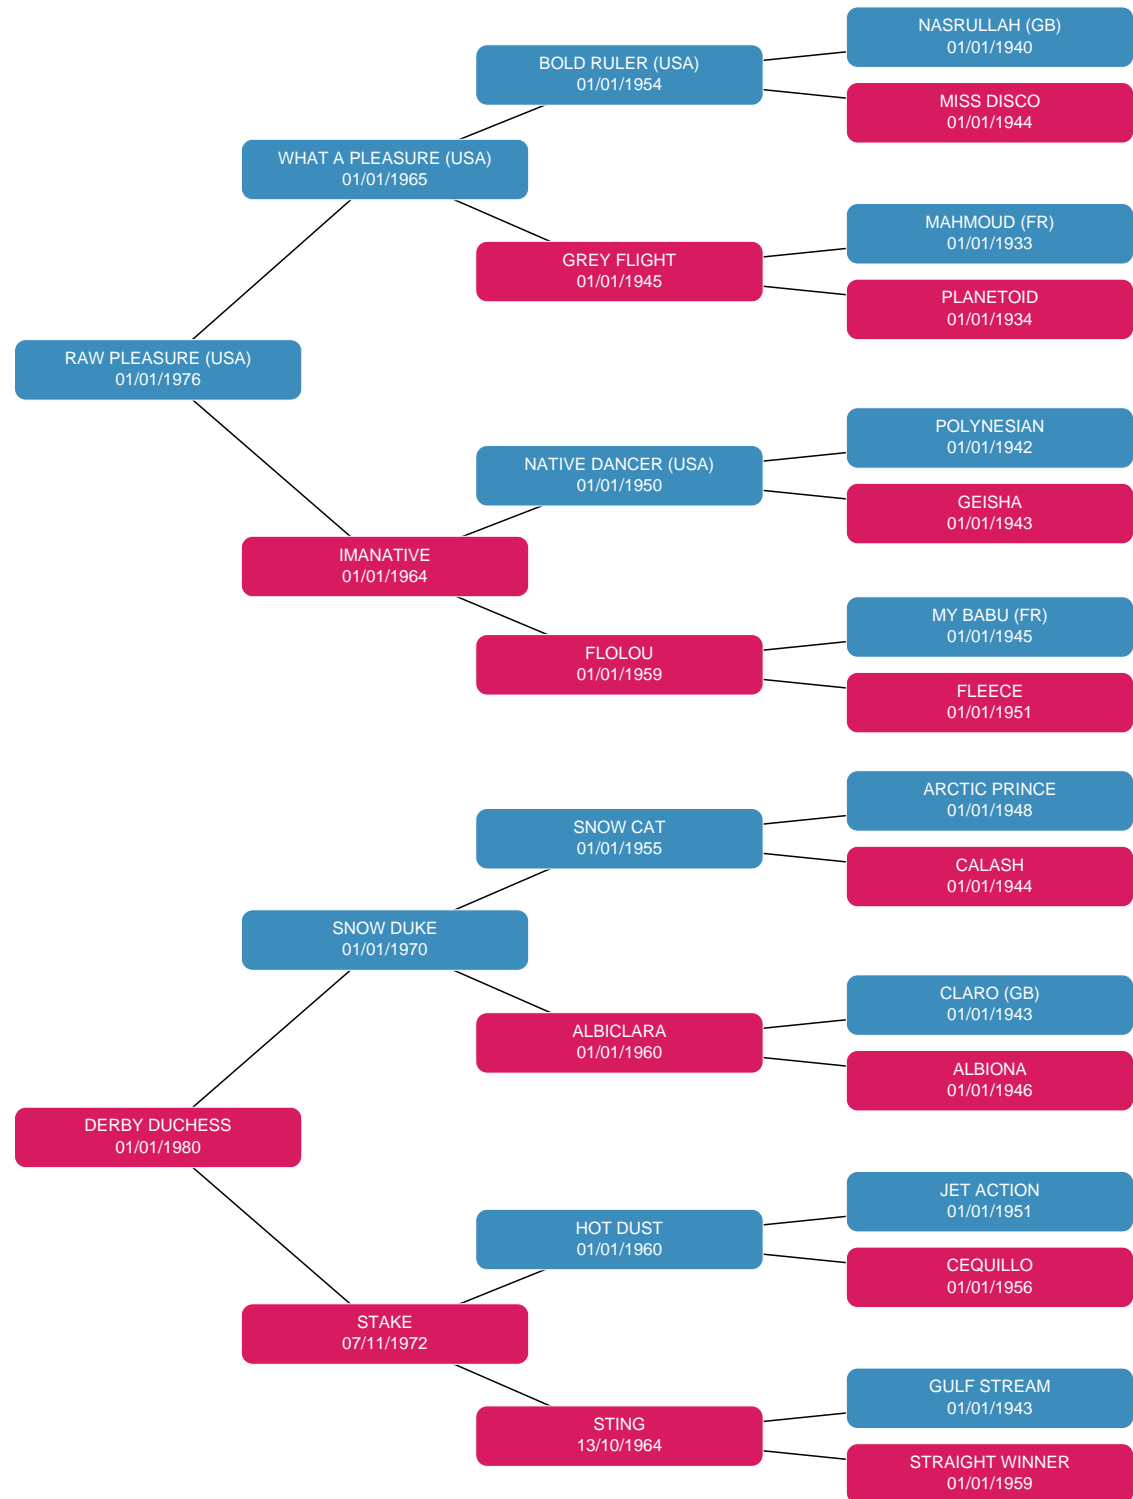 NASRULLAH (GB)
01/01/1940
BOLD RULER (USA)
01/01/1954
MISS DISCO
01/01/1944
WHAT A PLEASURE (USA)
01/01/1965
MAHMOUD (FR)
01/01/1933
GREY FLIGHT
01/01/1945
PLANETOID
01/01/1934
RAW PLEASURE (USA)
01/01/1976
POLYNESIAN
01/01/1942
NATIVE DANCER (USA)
01/01/1950
GEISHA
01/01/1943
IMANATIVE
01/01/1964
MY BABU (FR)
01/01/1945
FLOLOU
01/01/1959
FLEECE
01/01/1951
ARCTIC PRINCE
01/01/1948
SNOW CAT
01/01/1955
CALASH
01/01/1944
SNOW DUKE
01/01/1970
CLARO (GB)
01/01/1943
ALBICLARA
01/01/1960
ALBIONA
01/01/1946
DERBY DUCHESS
01/01/1980
JET ACTION
01/01/1951
HOT DUST
01/01/1960
CEQUILLO
01/01/1956
STAKE
07/11/1972
GULF STREAM
01/01/1943
STING
13/10/1964
STRAIGHT WINNER
01/01/1959